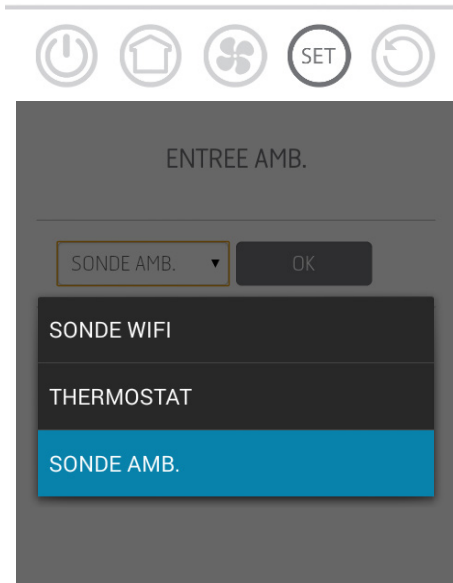 SET
ENTREE AMB.
SONDE AMB. OK
SONDE WIFI
THERMOSTAT
SONDE AMB.